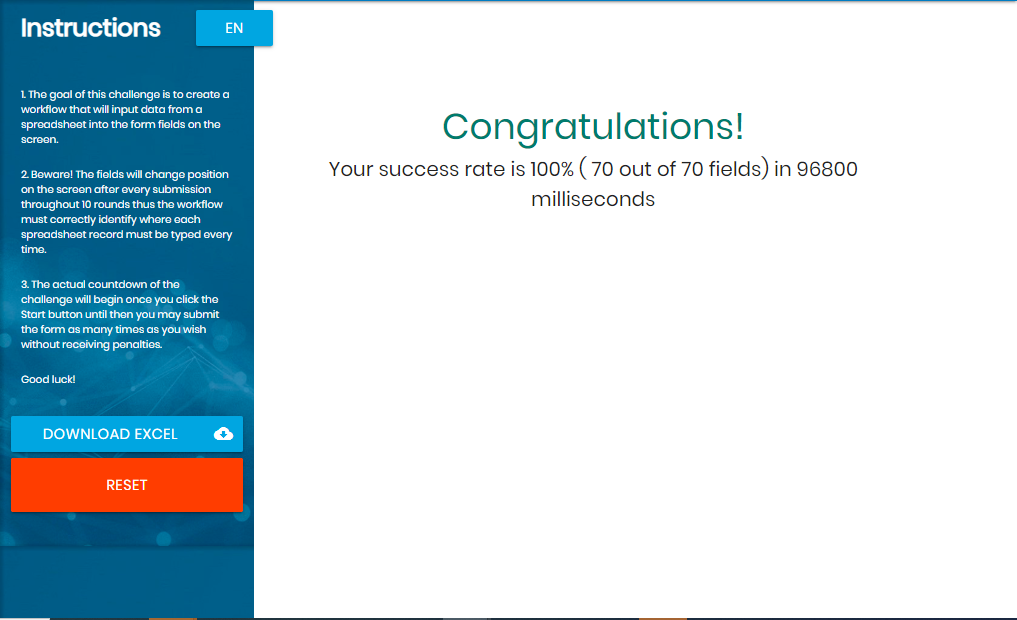 Instructions
EN
1. The goal of this challenge is to create a
workflow that will input data from a
spreadsheet into the form fields on the
screen.
2. Beware! The fields will change position
on the screen after every submission
throughout 10 rounds thus the workflow
must correctly identify where each
spreadsheet record must be typed every
time.
3. The actual countdown of the
challenge will begin once you click the
Start button until then you may submit
the form as many times as you wish
without receiving penalties.
Good luck!
DOWNLOAD EXCEL
RESET
Congratulations!
Your success rate is 100% ( 70 out of 70 fields) in 96800
milliseconds